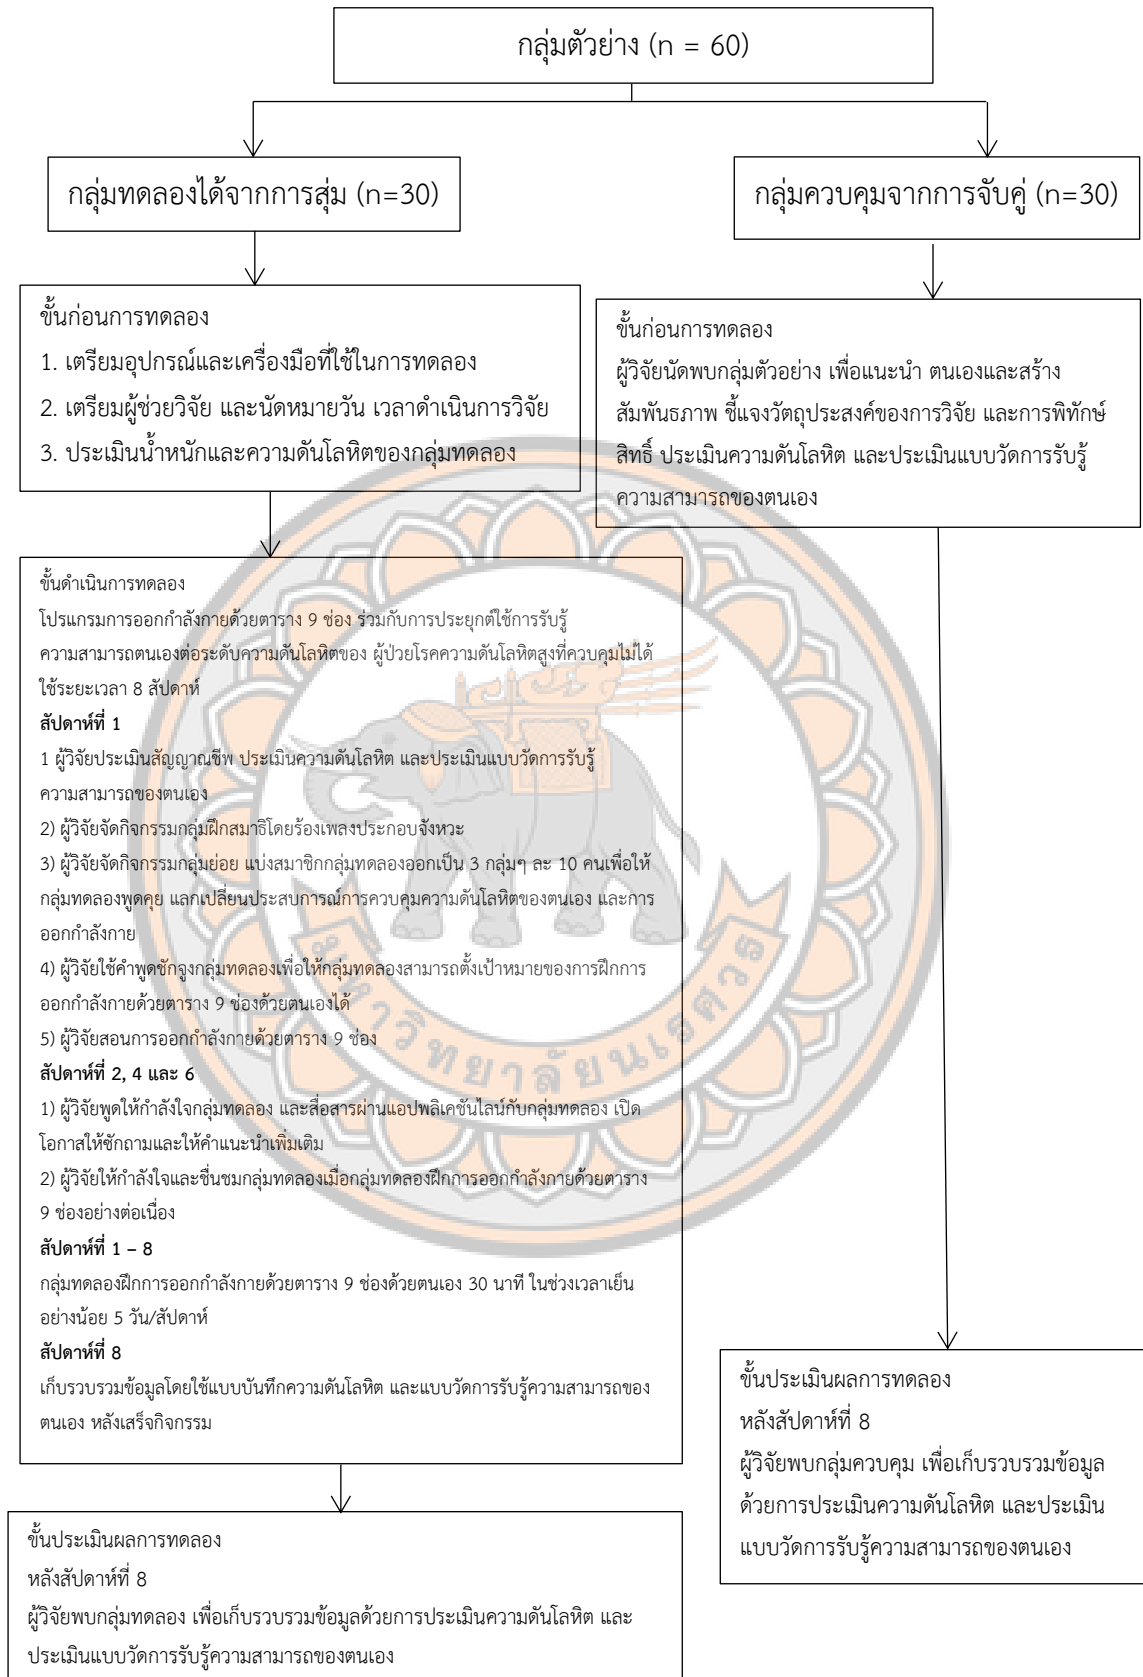 กลุ่มตัวอย่าง (n = 60)
กลุ่มทดลองได้จากการสุ่ม (n=30)
กลุ่มควบคุมจากการจับคู่ (n=30)
ขั้นก่อนการทดลอง
1. เตรียมอุปกรณ์และเครื่องมือที่ใช้ในการทดลอง
2. เตรียมผู้ช่วยวิจัย และนัดหมายวัน เวลาดำเนินการวิจัย
3. ประเมินน้ำหนักและความดันโลหิตของกลุ่มทดลอง
ขั้นก่อนการทดลอง
ผู้วิจัยนัดพบกลุ่มตัวอย่าง เพื่อแนะนำ ตนเองและสร้าง
สัมพันธภาพ ชี้แจงวัตถุประสงค์ของการวิจัย และการพิทักษ์
สิทธิ์ ประเมินความดันโลหิต และประเมินแบบวัดการรับรู้
ความสามารถของตนเอง
ขั้นดำเนินการทดลอง
โปรแกรมการออกกำลังกายด้วยตาราง 9 ช่อง ร่วมกับการประยุกต์ใช้การรับรู้
ความสามารถตนเองต่อระดับความดันโลหิตของ ผู้ป่วยโรคความดันโลหิตสูงที่ควบคุมไม่ได้
ใช้ระยะเวลา 8 สัปดาห์
สัปดาห์ที่ 1
1 ผู้วิจัยประเมินสัญญาณชีพ ประเมินความดันโลหิต และประเมินแบบวัดการรับรู้
ความสามารถของตนเอง
2) ผู้วิจัยจัดกิจกรรมกลุ่มฝึกสมาธิโดยร้องเพลงประกอบจังหวะ
3) ผู้วิจัยจัดกิจกรรมกลุ่มย่อย แบ่งสมาชิกกลุ่มทดลองออกเป็น 3 กลุ่มๆ ละ 10 คนเพื่อให้
กลุ่มทดลองพูดคุย แลกเปลี่ยนประสบการณ์การควบคุมความดันโลหิตของตนเอง และการ
ออกกำลังกาย
4) ผู้วิจัยใช้คำพูดชักจูงกลุ่มทดลองเพื่อให้กลุ่มทดลองสามารถตั้งเป้าหมายของการฝึกการ
ออกกำลังกายด้วยตาราง 9 ช่องด้วยตนเองได้
5) ผู้วิจัยสอนการออกกำลังกายด้วยตาราง 9 ช่อง
สัปดาห์ที่ 2, 4 และ 6
1) ผู้วิจัยพูดให้กำลังใจกลุ่มทดลอง และสื่อสารผ่านแอปพลิเคชันไลน์กับกลุ่มทดลอง เปิด
โอกาสให้ซักถามและให้คำแนะนำเพิ่มเติม
2) ผู้วิจัยให้กำลังใจและชื่นชมกลุ่มทดลองเมื่อกลุ่มทดลองฝึกการออกกำลังกายด้วยตาราง
9 ช่องอย่างต่อเนื่อง
สัปดาห์ที่ 1 – 8
กลุ่มทดลองฝึกการออกกำลังกายด้วยตาราง 9 ช่องด้วยตนเอง 30 นาที ในช่วงเวลาเย็น
อย่างน้อย 5 วัน/สัปดาห์
สัปดาห์ที่ 8
เก็บรวบรวมข้อมูลโดยใช้แบบบันทึกความดันโลหิต และแบบวัดการรับรู้ความสามารถของ
ตนเอง หลังเสร็จกิจกรรม
มหาวิทยาลัยนเรศวร
ขั้นประเมินผลการทดลอง
หลังสัปดาห์ที่ 8
ผู้วิจัยพบกลุ่มควบคุม เพื่อเก็บรวบรวมข้อมูล
ด้วยการประเมินความดันโลหิต และประเมิน
แบบวัดการรับรู้ความสามารถของตนเอง
ขั้นประเมินผลการทดลอง
หลังสัปดาห์ที่ 8
ผู้วิจัยพบกลุ่มทดลอง เพื่อเก็บรวบรวมข้อมูลด้วยการประเมินความดันโลหิต และ
ประเมินแบบวัดการรับรู้ความสามารถของตนเอง